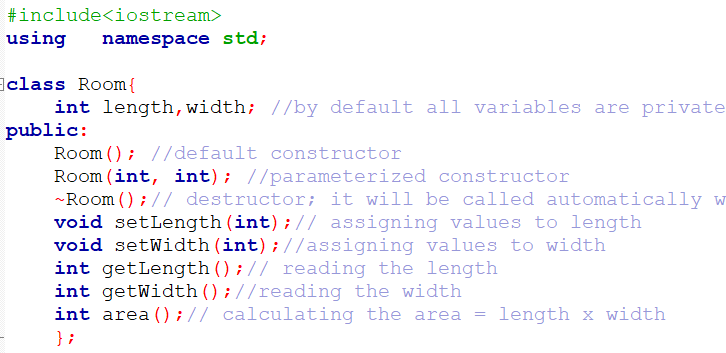 #include<iostream>
using   namespace std;
class Room{
    int length,width; //by default all variables are private
public:
    Room(); //default constructor
    Room(int, int); //parameterized constructor
    ~Room();// destructor; it will be called automatically
    void setLength(int);// assigning values to length
    void setWidth(int);//assigning values to width
    int getLength();// reading the length
    int getWidth();//reading the width
    int area();// calculating the area = length x width
    };